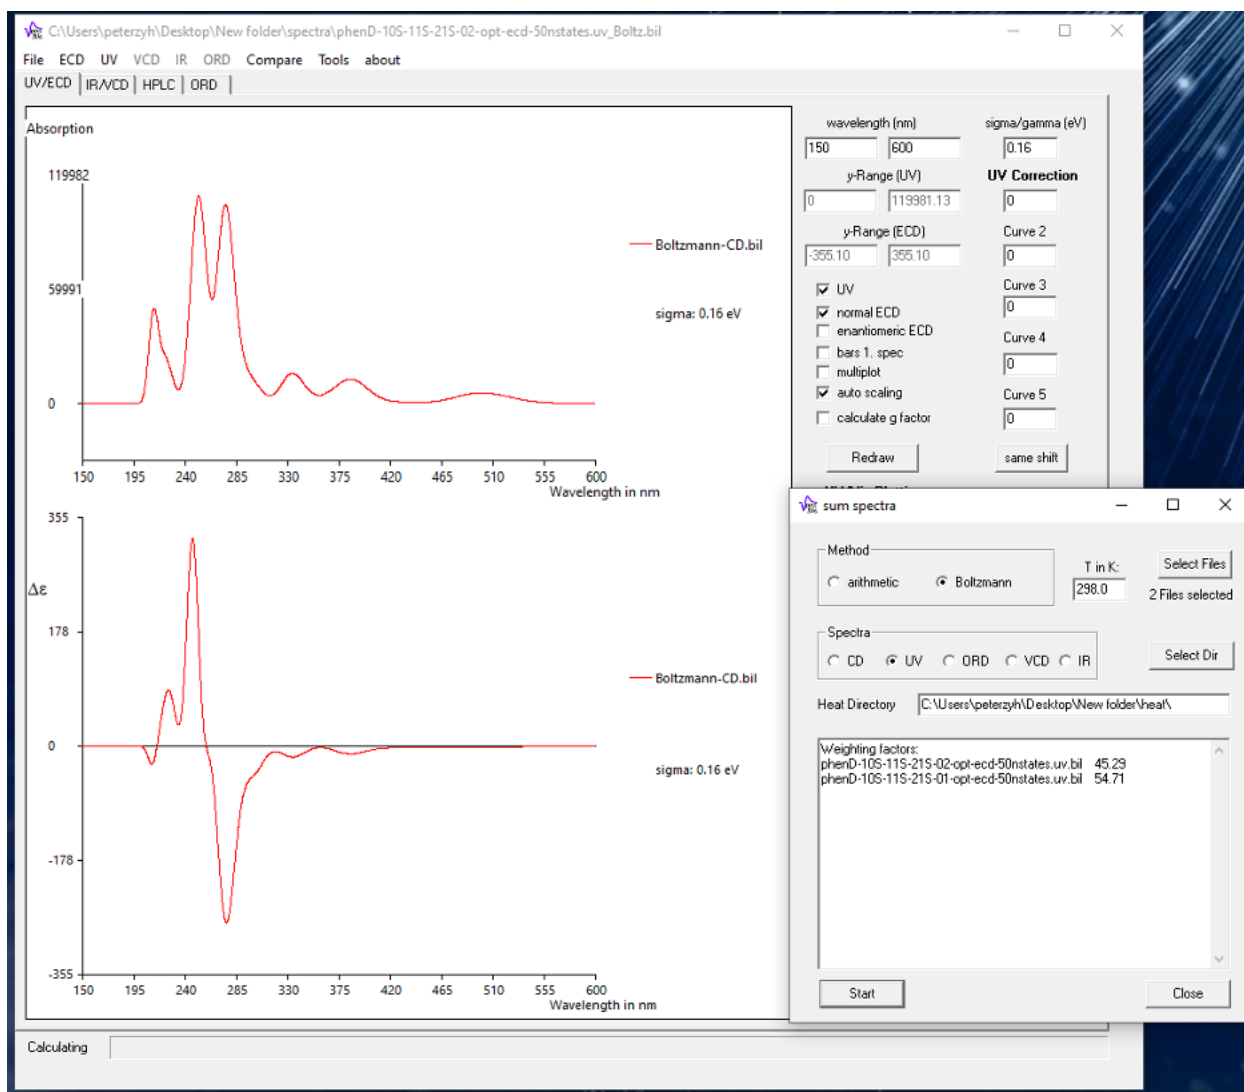 C:\Users\peterzyh\Desktop\New folder\spectra\phenD-10S-11S-21S-02-opt-ecd-50nstates.uv_Boltz.bil
File ECD UV VCD IR ORD Compare Tools about
UV/ECD IR/VCD HPLC ORD
Absorption
119982
59991
0
Boltzmann-CD.bil
sigma: 0.16 eV
150 195 240 285 330 375 420 465 510 555 600
Wavelength in nm
355
Δε
178
0
-178
-355
Boltzmann-CD.bil
sigma: 0.16 eV
150 195 240 285 330 375 420 465 510 555 600
Wavelength in nm
wavelength (nm) sigma/gamma (eV)
150 600 0.16
y-Range (UV) UV Correction
0 119981.13 0
y-Range (ECD) Curve 2
-355.10 355.10 0
UV Curve 3
normal ECD 0
enantiomeric ECD
bars 1. spec Curve 4
multiplot 0
auto scaling Curve 5
calculate g factor 0
Redraw same shift
sum spectra
Method
arithmetic Boltzmann
T in K:
298.0
Select Files
2 Files selected
Spectra
CD UV ORD VCD IR
Select Dir
Heat Directory C:\Users\peterzyh\Desktop\New folder\heat\
Weighting factors:
phenD-10S-11S-21S-02-opt-ecd-50nstates.uv.bil 45.29
phenD-10S-11S-21S-01-opt-ecd-50nstates.uv.bil 54.71
Start Close
Calculating